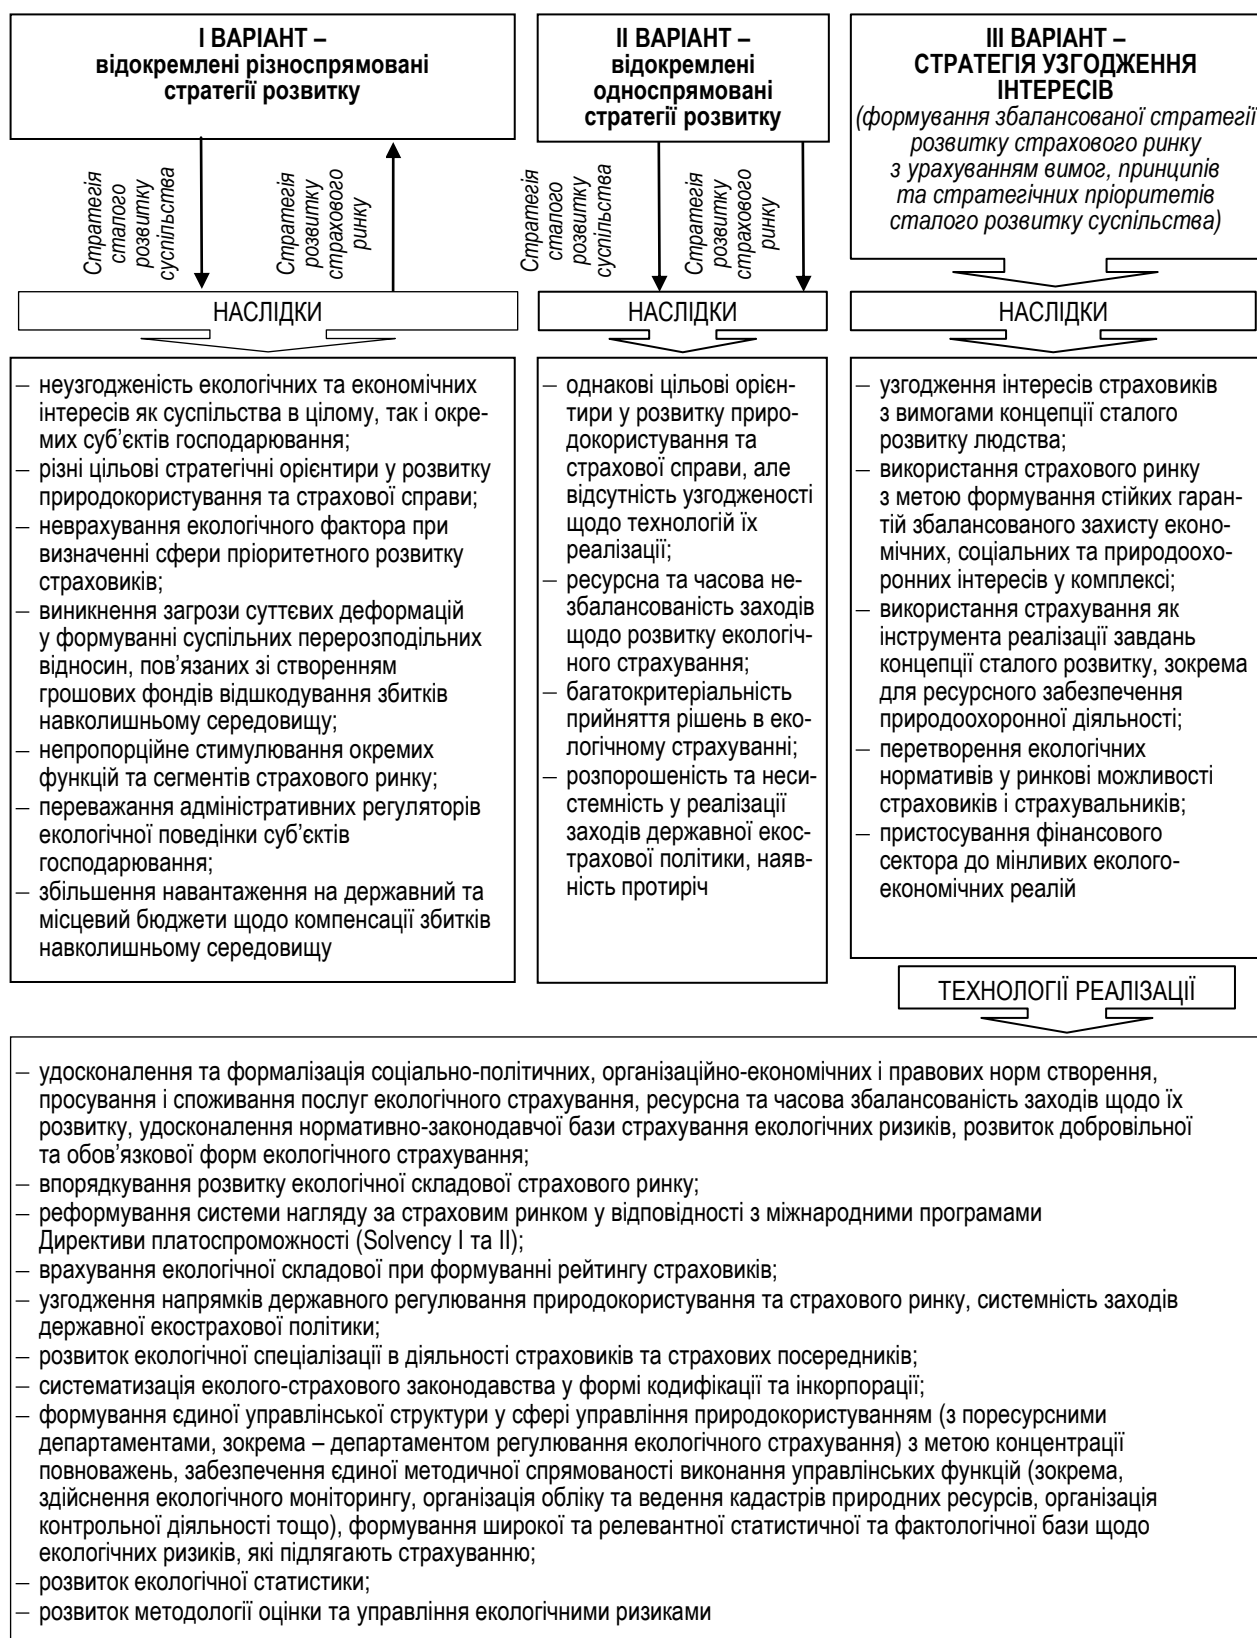 І ВАРІАНТ –
відокремлені різноспрямовані
стратегії розвитку
Стратегія
сталого
розвитку
суспільства
Стратегія
розвитку
страхового
ринку
НАСЛІДКИ
– неузгодженість екологічних та економічних
інтересів як суспільства в цілому, так і окре-
мих суб’єктів господарювання;
– різні цільові стратегічні орієнтири у розвитку
природокористування та страхової справи;
– неврахування екологічного фактора при
визначенні сфери пріоритетного розвитку
страховиків;
– виникнення загрози суттєвих деформацій
у формуванні суспільних перерозподільних
відносин, пов’язаних зі створенням
грошових фондів відшкодування збитків
навколишньому середовищу;
– непропорційне стимулювання окремих
функцій та сегментів страхового ринку;
– переважання адміністративних регуляторів
екологічної поведінки суб’єктів
господарювання;
– збільшення навантаження на державний та
місцевий бюджети щодо компенсації збитків
навколишньому середовищу
ІІ ВАРІАНТ –
відокремлені
односпрямовані
стратегії розвитку
Стратегія
сталого
розвитку
суспільства
Стратегія
розвитку
страхового
ринку
НАСЛІДКИ
– однакові цільові орієн-
тири у розвитку приро-
докористування та
страхової справи, але
відсутність узгодженості
щодо технологій їх
реалізації;
– ресурсна та часова не-
збалансованість заходів
щодо розвитку екологіч-
ного страхування;
– багатокритеріальність
прийняття рішень в еко-
логічному страхуванні;
– розпорошеність та неси-
стемність у реалізації
заходів державної екос-
трахової політики, наяв-
ність протиріч
ІІІ ВАРІАНТ –
СТРАТЕГІЯ УЗГОДЖЕННЯ
ІНТЕРЕСІВ
(формування збалансованої стратегії
розвитку страхового ринку
з урахуванням вимог, принципів
та стратегічних пріоритетів
сталого розвитку суспільства)
НАСЛІДКИ
– узгодження інтересів страховиків
з вимогами концепції сталого
розвитку людства;
– використання страхового ринку
з метою формування стійких гаран-
тій збалансованого захисту еконо-
мічних, соціальних та природоохо-
ронних інтересів у комплексі;
– використання страхування як
інструмента реалізації завдань
концепції сталого розвитку, зокрема
для ресурсного забезпечення
природоохоронної діяльності;
– перетворення екологічних
нормативів у ринкові можливості
страховиків і страхувальників;
– пристосування фінансового
сектора до мінливих еколого-
економічних реалій
ТЕХНОЛОГІЇ РЕАЛІЗАЦІЇ
– удосконалення та формалізація соціально-політичних, організаційно-економічних і правових норм створення,
просування і споживання послуг екологічного страхування, ресурсна та часова збалансованість заходів щодо їх
розвитку, удосконалення нормативно-законодавчої бази страхування екологічних ризиків, розвиток добровільної
та обов’язкової форм екологічного страхування;
– впорядкування розвитку екологічної складової страхового ринку;
– реформування системи нагляду за страховим ринком у відповідності з міжнародними програмами
Директиви платоспроможності (Solvency I та II);
– врахування екологічної складової при формуванні рейтингу страховиків;
– узгодження напрямків державного регулювання природокористування та страхового ринку, системність заходів
державної екострахової політики;
– розвиток екологічної спеціалізації в діяльності страховиків та страхових посередників;
– систематизація еколого-страхового законодавства у формі кодифікації та інкорпорації;
– формування єдиної управлінської структури у сфері управління природокористуванням (з поресурсними
департаментами, зокрема – департаментом регулювання екологічного страхування) з метою концентрації
повноважень, забезпечення єдиної методичної спрямованості виконання управлінських функцій (зокрема,
здійснення екологічного моніторингу, організація обліку та ведення кадастрів природних ресурсів, організація
контрольної діяльності тощо), формування широкої та релевантної статистичної та фактологічної бази щодо
екологічних ризиків, які підлягають страхуванню;
– розвиток екологічної статистики;
– розвиток методології оцінки та управління екологічними ризиками